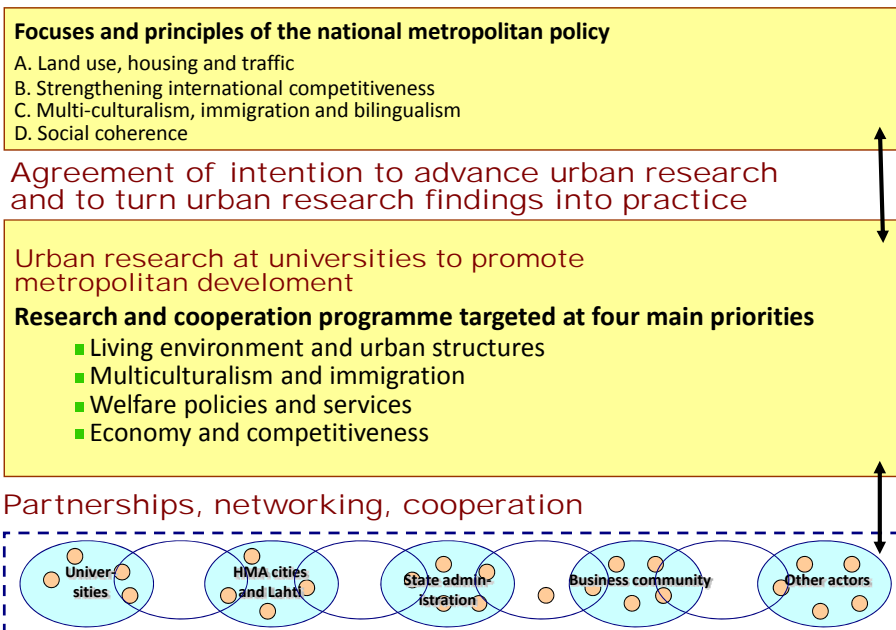 Focuses and principles of the national metropolitan policy
A. Land use, housing and traffic
B. Strengthening international competitiveness
C. Multi-culturalism, immigration and bilingualism
D. Social coherence
Agreement of intention to advance urban research
and to turn urban research findings into practice
Urban research at universities to promote
metropolitan develoment
Research and cooperation programme targeted at four main priorities
Living environment and urban structures
Multiculturalism and immigration
Welfare policies and services
Economy and competitiveness
Partnerships, networking, cooperation
Univer-
sities
HMA cities
and Lahti
State admin-
istration
Business community
Other actors